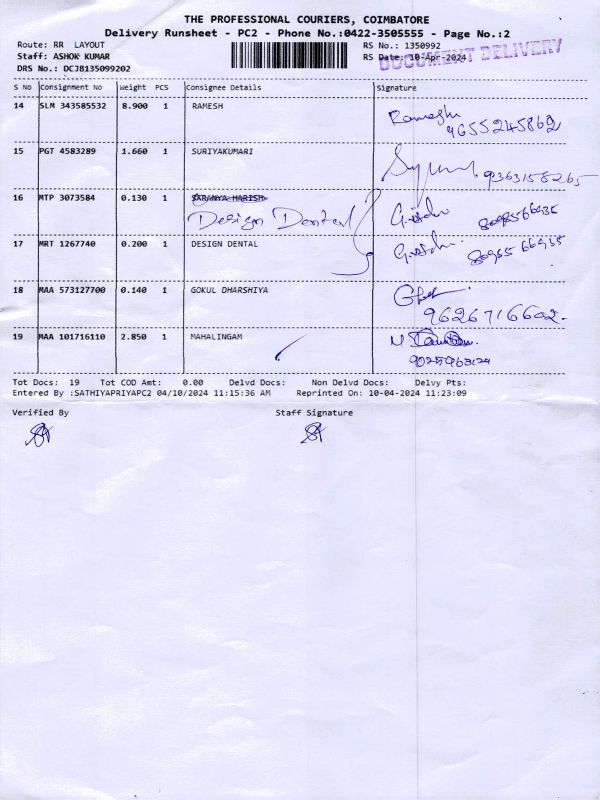 THE PROFESSIONAL COURIERS, COIMBATORE
Delivery Runsheet - PC2 - Phone No.:0422-3505555 - Page No.:2
Route: RR LAYOUT RS No.: 1350992
Staff: ASHOK KUMAR RS Date: 10-Apr-2024
DOCUMENT DELIVERY
DRS No.: DCJB135099202
S No Consignment No Weight PCS Consignee Details Signature
14 SLM 343585532 8.900 1 RAMESH Ramesh
9655245862
15 PGT 4583289 1.660 1 SURIYAKUMARI
16 MTP 3073584 0.130 1 SARANYA HARISH
Design Dental
17 MRT 1267740 0.200 1 DESIGN DENTAL
18 MAA 573127700 0.140 1 GOKUL DHARSHIYA
9626716602.
19 MAA 101716110 2.850 1 MAHALINGAM
Tot Docs: 19 Tot COD Amt: 0.00 Delvd Docs: Non Delvd Docs: Delvy Pts:
Entered By :SATHIYAPRIYAPC2 04/10/2024 11:15:36 AM Reprinted On: 10-04-2024 11:23:09
Verified By Staff Signature